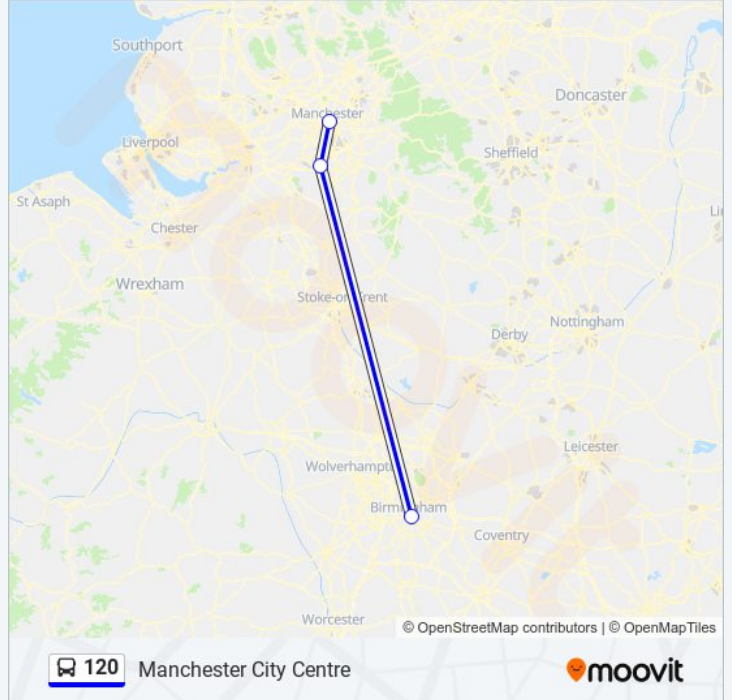 Southport
Manchester
Doncaster
Liverpool
Sheffield
St Asaph
Chester
Wrexham
Stoke-on-Trent
Nottingham
Derby
Leicester
Wolverhampt
Birmingham
Coventry
Worcester
© OpenStreetMap contributors | © OpenMapTiles
120 Manchester City Centre
moovit